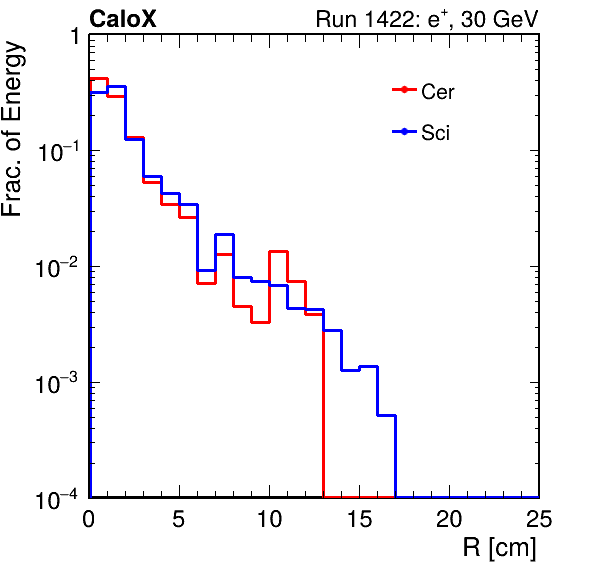 CaloX Run 1422: e⁺, 30 GeV
Frac. of Energy
Cer
Sci
1
10⁻¹
10⁻²
10⁻³
10⁻⁴
0 5 10 15 20 25
R [cm]